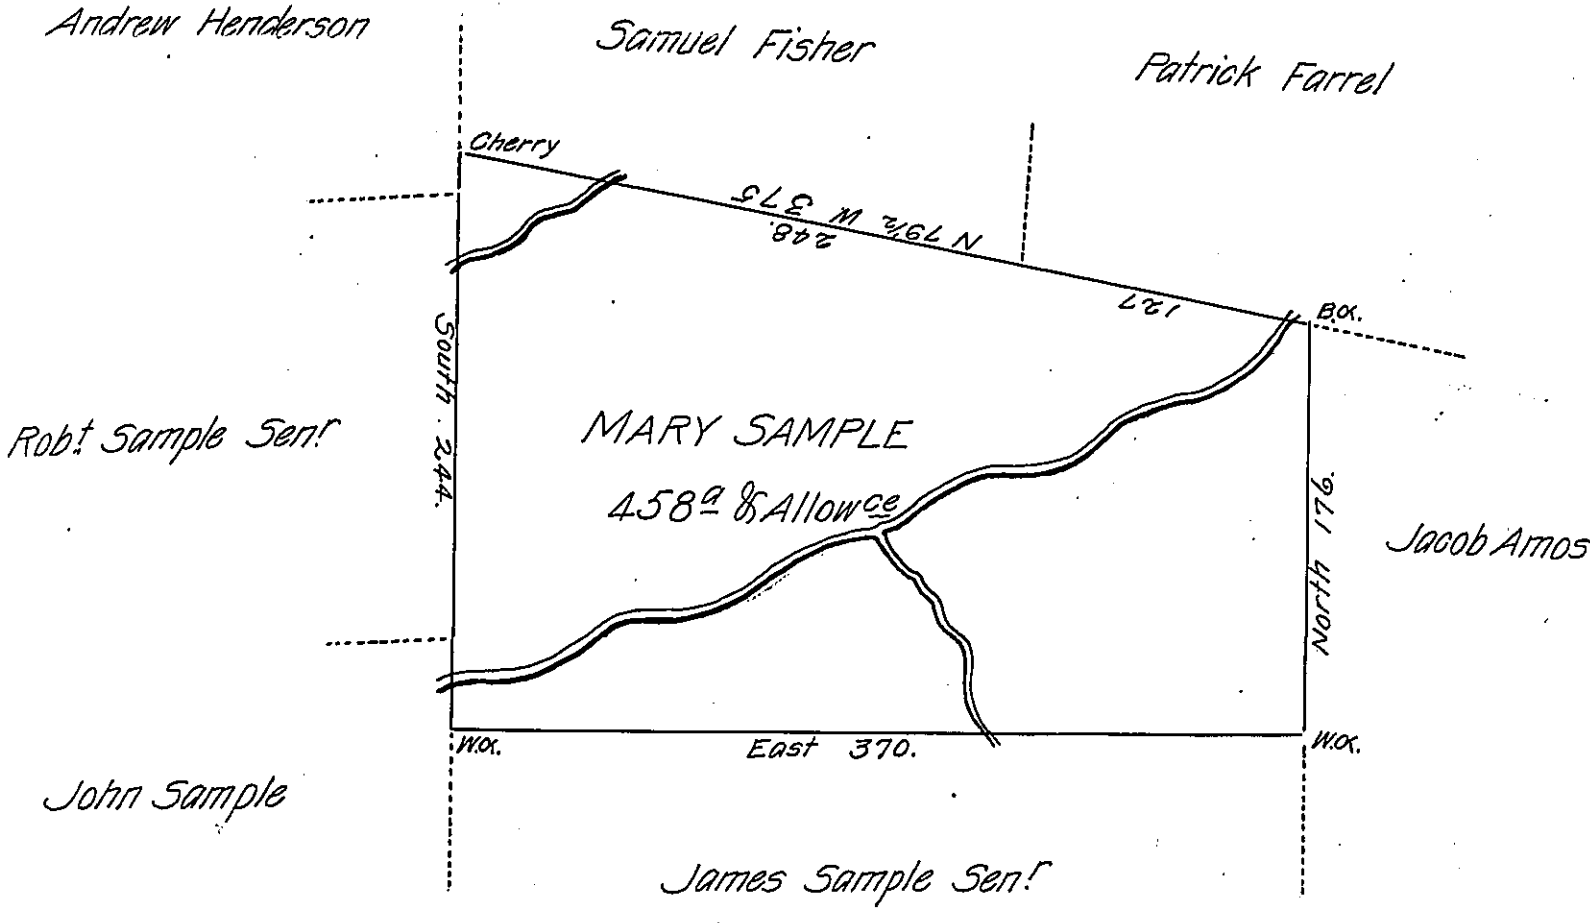 Andrew Henderson
Samuel Fisher
Patrick Farrel
Cherry
N 79½ W 375
248.
127
B.O.
South 244.
Robt Sample Senr
MARY SAMPLE
458a & Allowce
North 176.
Jacob Amos
W.O.
East 370.
W.O.
John Sample
James Sample Senr